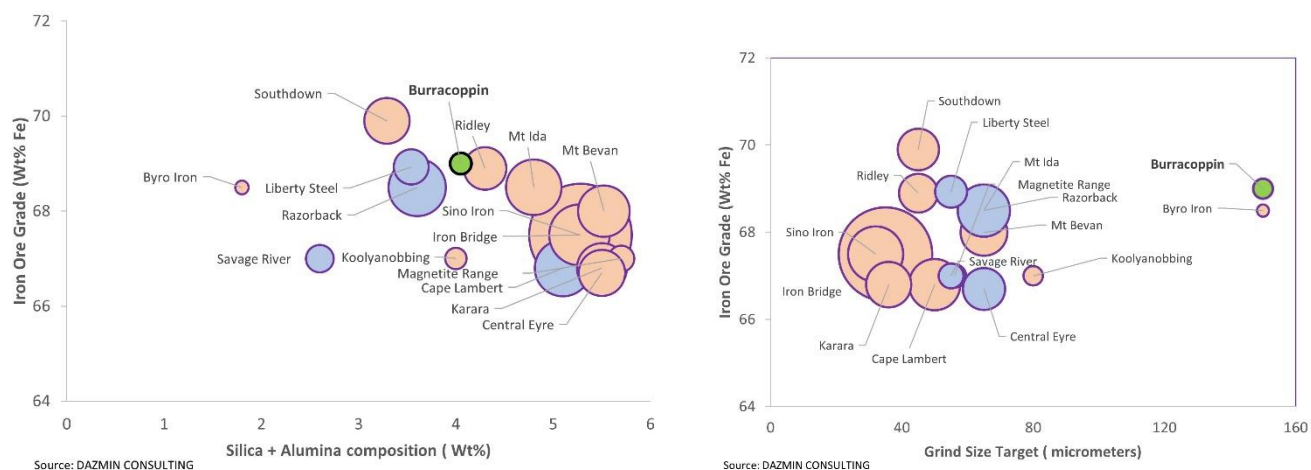 72
70
68
66
64
Iron Ore Grade (Wt% Fe)
Southdown
Burracoppin
Ridley
Mt Ida
Mt Bevan
Byro Iron
Liberty Steel
Razorback
Sino Iron
Iron Bridge
Savage River
Koolyanobbing
Magnetite Range
Cape Lambert
Karara
Central Eyre
0 1 2 3 4 5 6
Silica + Alumina composition ( Wt%)
Source: DAZMIN CONSULTING
72
70
68
66
64
Iron Ore Grade (Wt% Fe)
Southdown
Liberty Steel
Mt Ida
Ridley
Magnetite Range
Razorback
Burracoppin
Byro Iron
Mt Bevan
Sino Iron
Savage River
Koolyanobbing
Iron Bridge
Central Eyre
Karara
Cape Lambert
0 40 80 120 160
Grind Size Target ( micrometers)
Source: DAZMIN CONSULTING